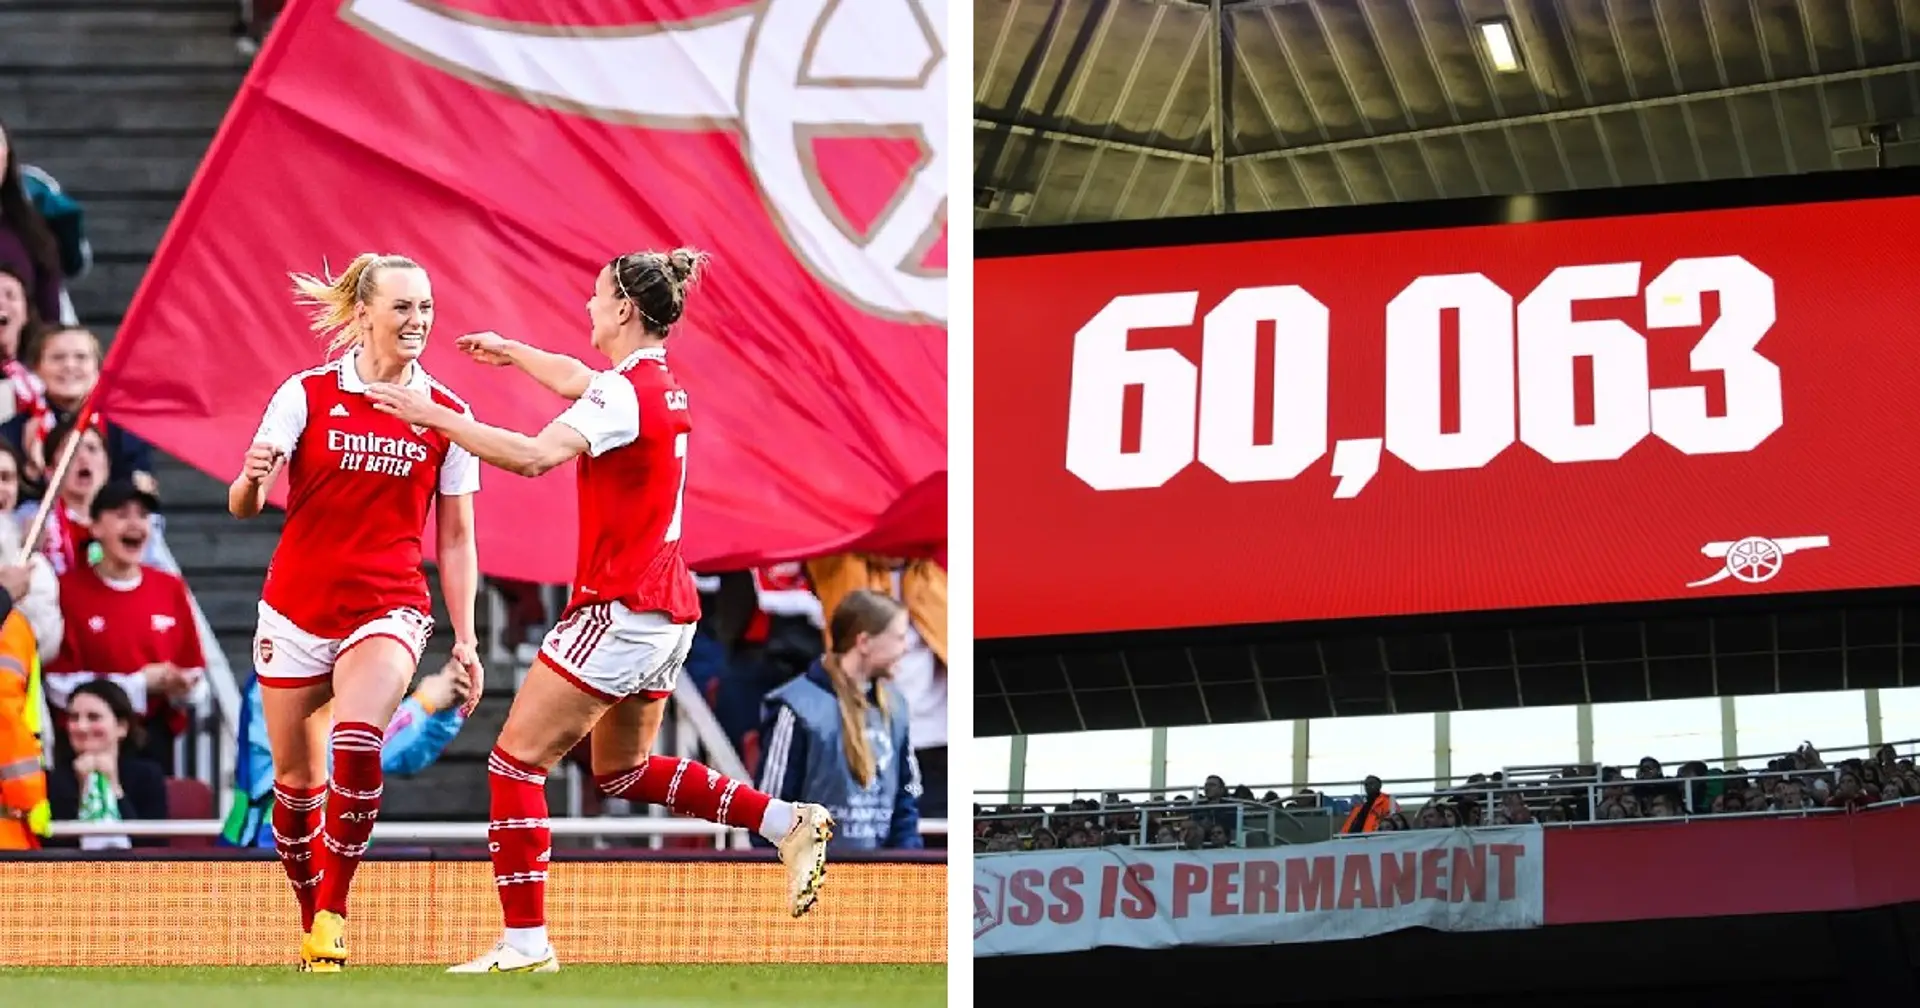 Emirates
FLY BETTER
60,063
SS IS PERMANENT